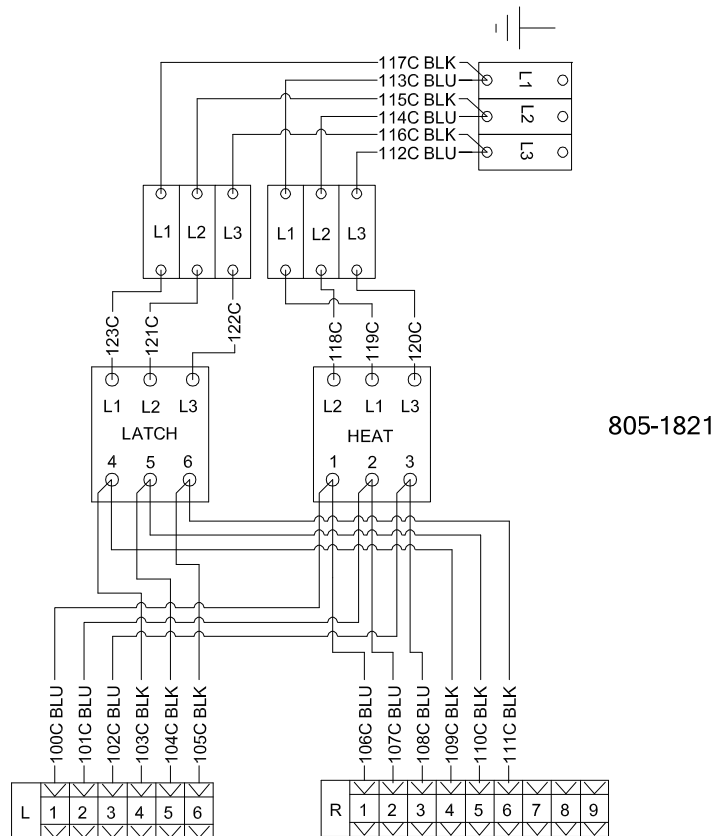 117C BLK
113C BLU
115C BLK
114C BLU
116C BLK
112C BLU
L1
L2
L3
L1 L2 L3
L1 L2 L3
123C
121C
122C
118C
119C
120C
L1 L2 L3
LATCH
4 5 6
L2 L1 L3
HEAT
1 2 3
805-1821
100C BLU
101C BLU
102C BLU
103C BLK
104C BLK
105C BLK
106C BLU
107C BLU
108C BLU
109C BLK
110C BLK
111C BLK
L 1 2 3 4 5 6
R 1 2 3 4 5 6 7 8 9